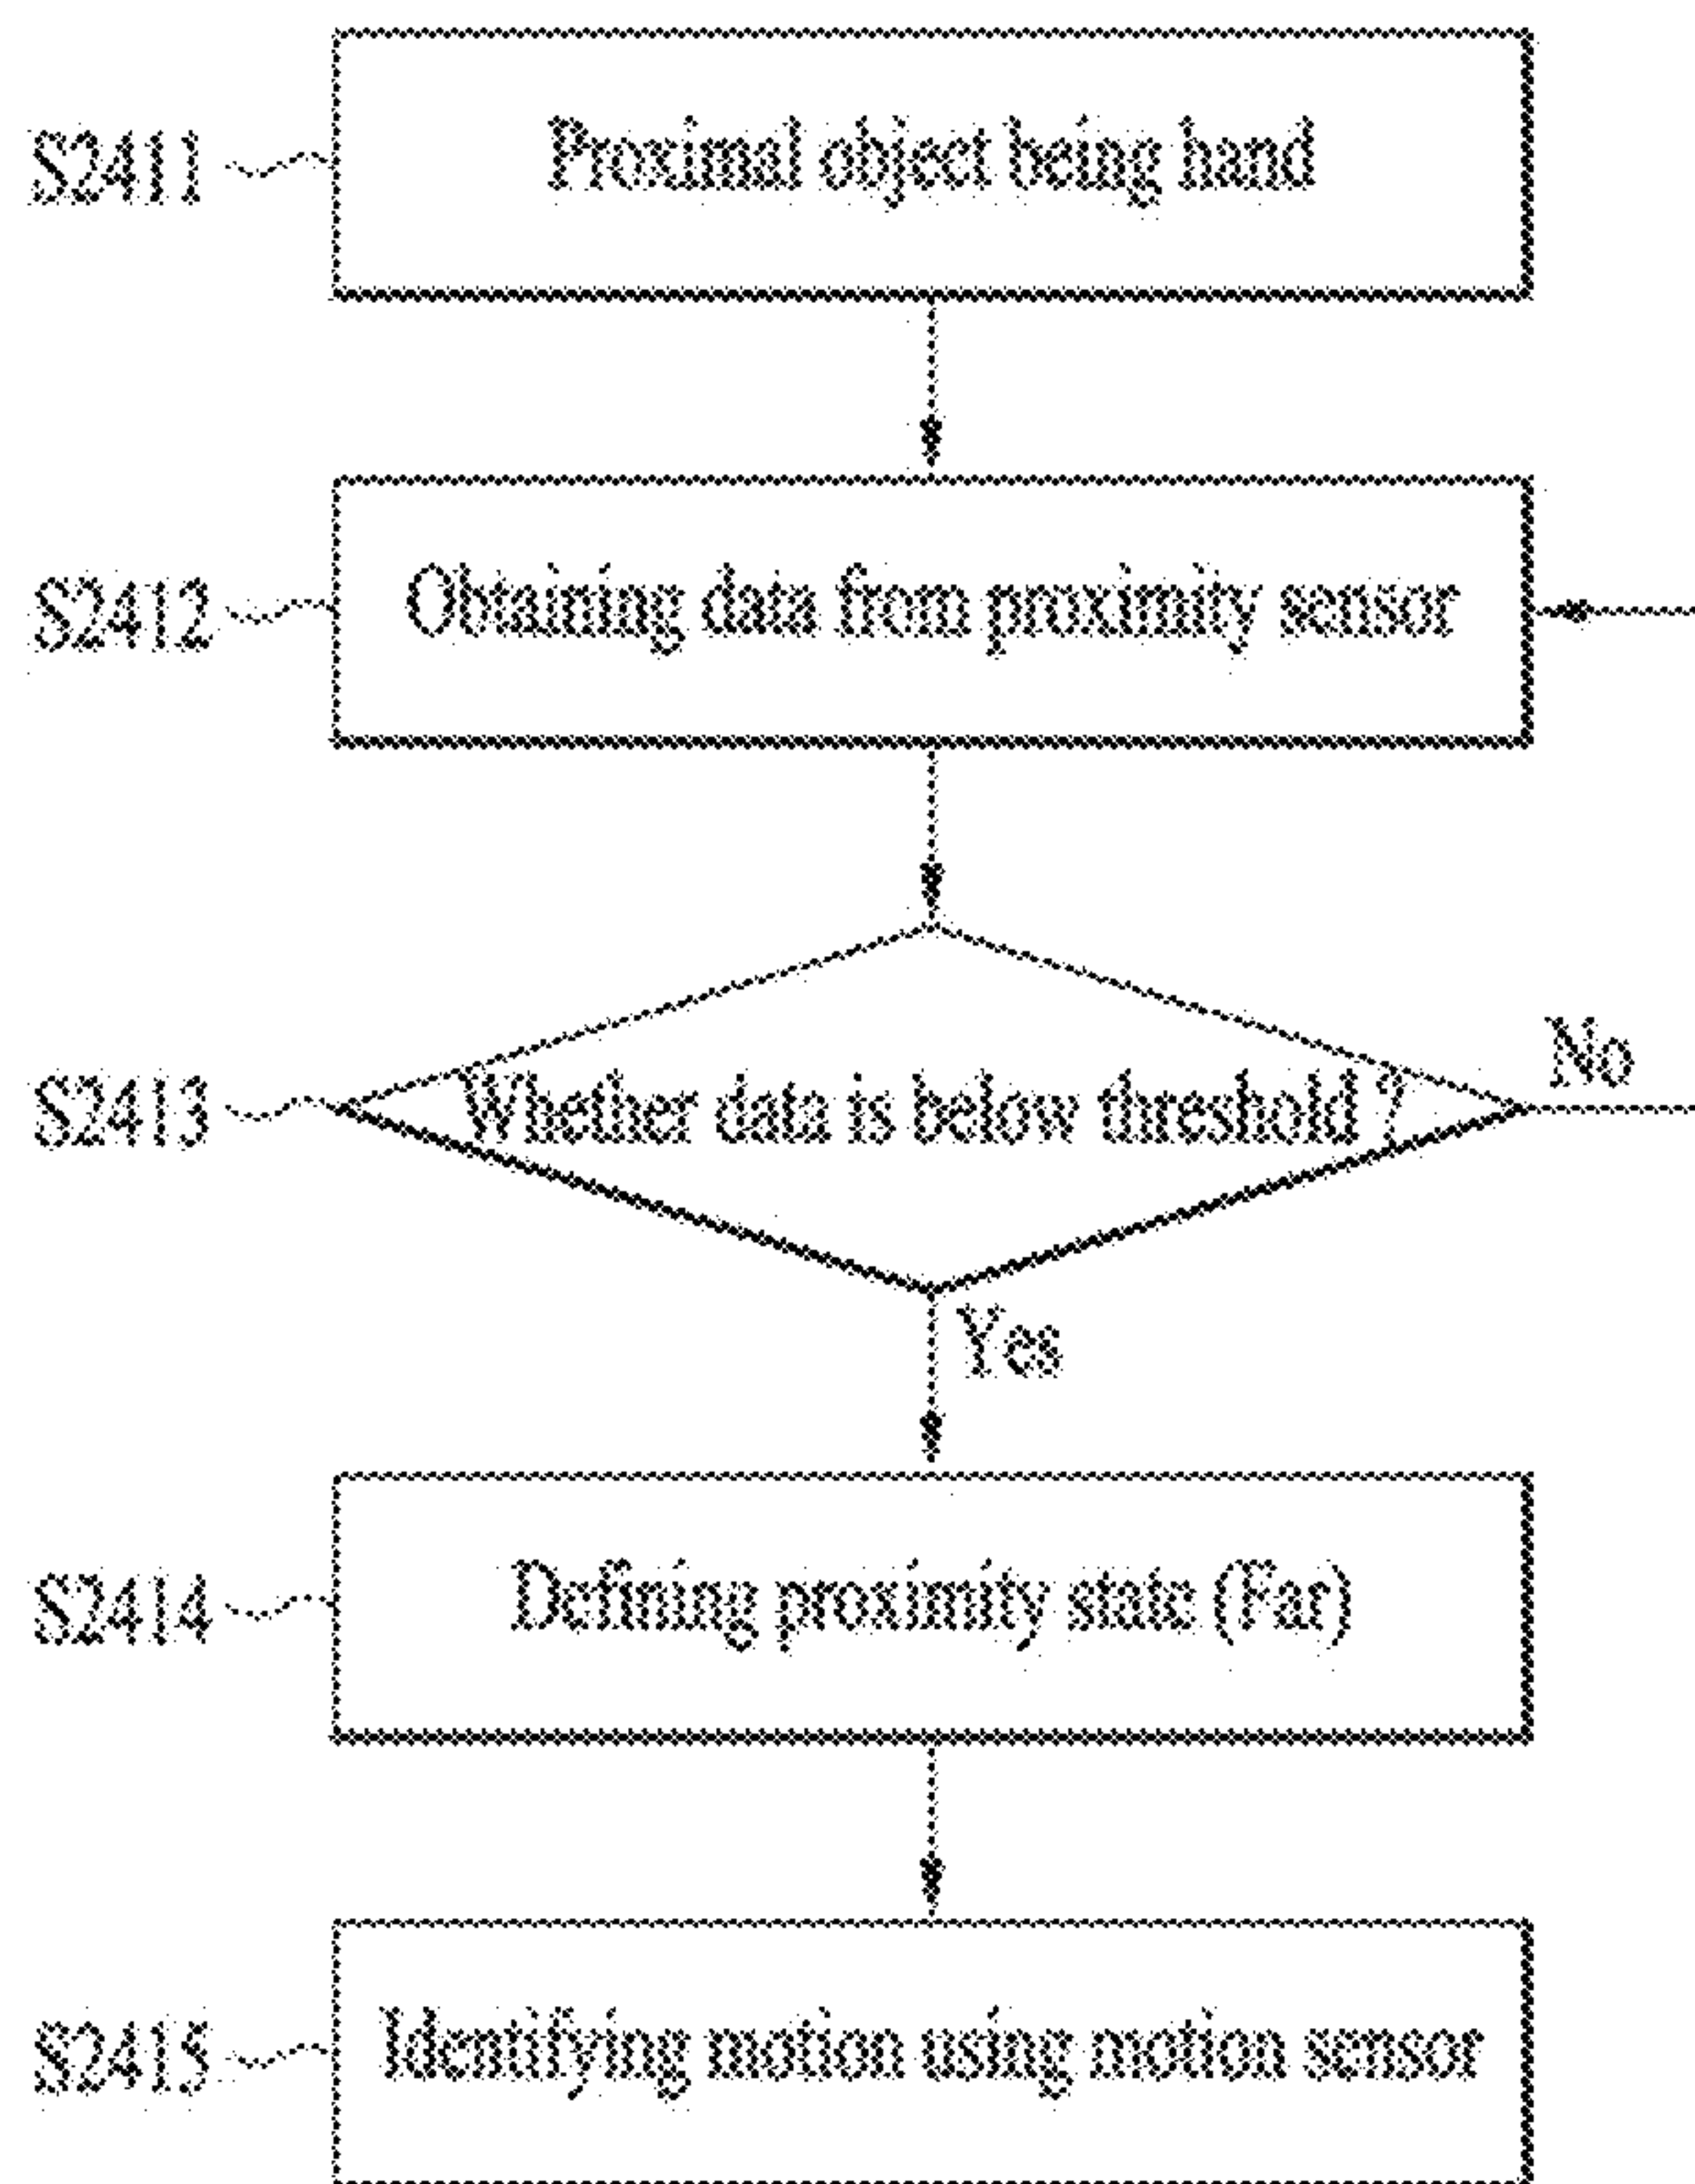 S2411
Proximal object being hand
S2412
Obtaining data from proximity sensor
S2413
Whether data is below threshold ?
No
Yes
S2414
Defining proximity state (Far)
S2415
Identifying motion using motion sensor